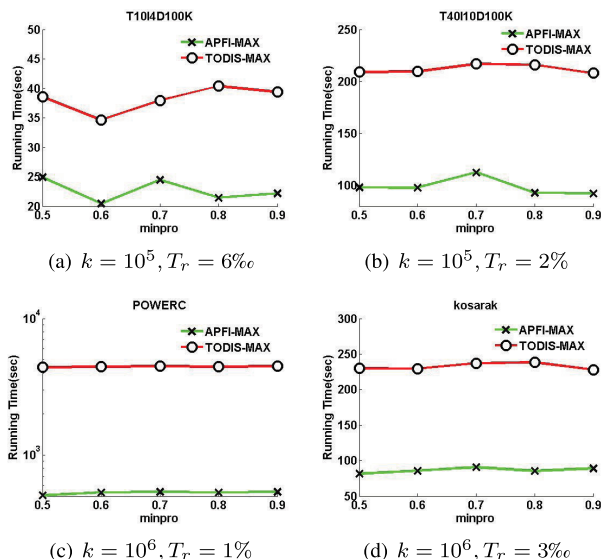 T10I4D100K
50
45
40
35
30
25
20
Running Time(sec)
APFI-MAX
TODIS-MAX
0.5 0.6 0.7 0.8 0.9
minpro
(a) k = 10^5, T_r = 6‰
T40I10D100K
250
200
150
100
Running Time(sec)
APFI-MAX
TODIS-MAX
0.5 0.6 0.7 0.8 0.9
minpro
(b) k = 10^5, T_r = 2%
POWERC
10^4
10^3
Running Time(sec)
APFI-MAX
TODIS-MAX
0.5 0.6 0.7 0.8 0.9
minpro
(c) k = 10^6, T_r = 1%
kosarak
300
250
200
150
100
50
Running Time(sec)
APFI-MAX
TODIS-MAX
0.5 0.6 0.7 0.8 0.9
minpro
(d) k = 10^6, T_r = 3‰